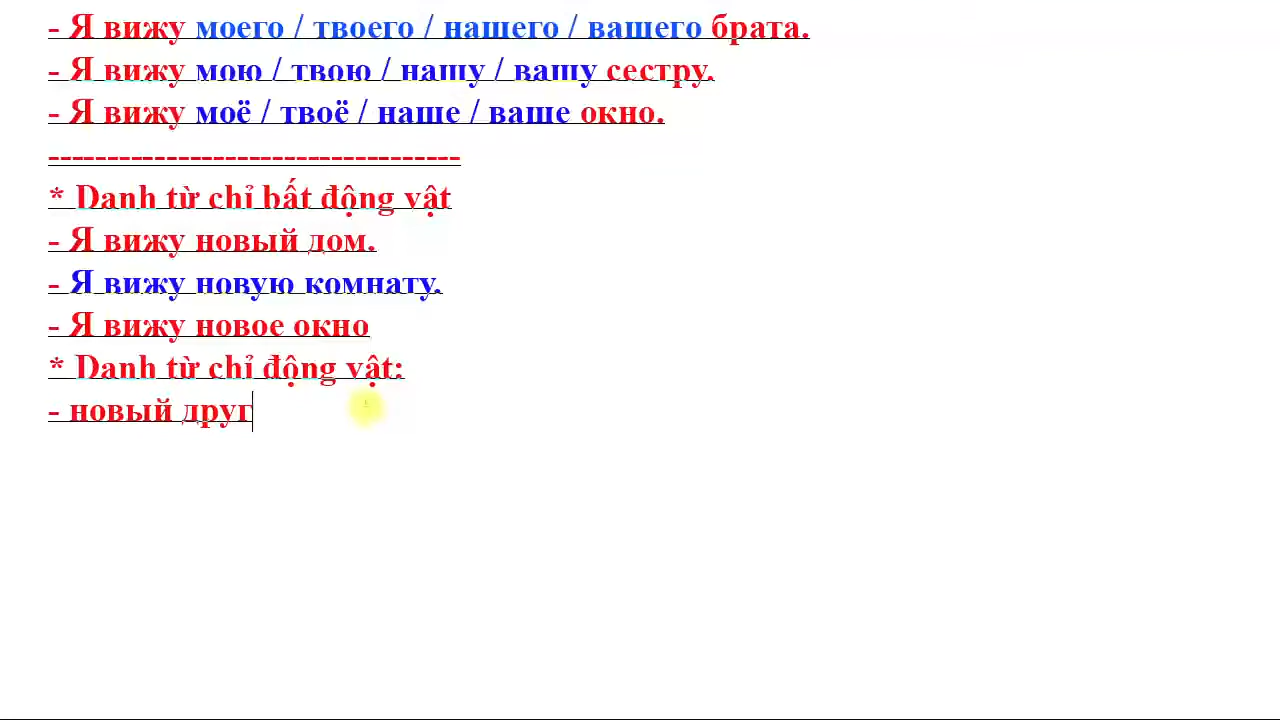 - Я вижу моего / твоего / нашего / вашего брата.
- Я вижу мою / твою / нашу / вашу сестру.
- Я вижу моё / твоё / наше / ваше окно.
-----------------------------------
* Danh từ chỉ bất động vật
- Я вижу новый дом.
- Я вижу новую комнату.
- Я вижу новое окно
* Danh từ chỉ động vật:
- новый друг